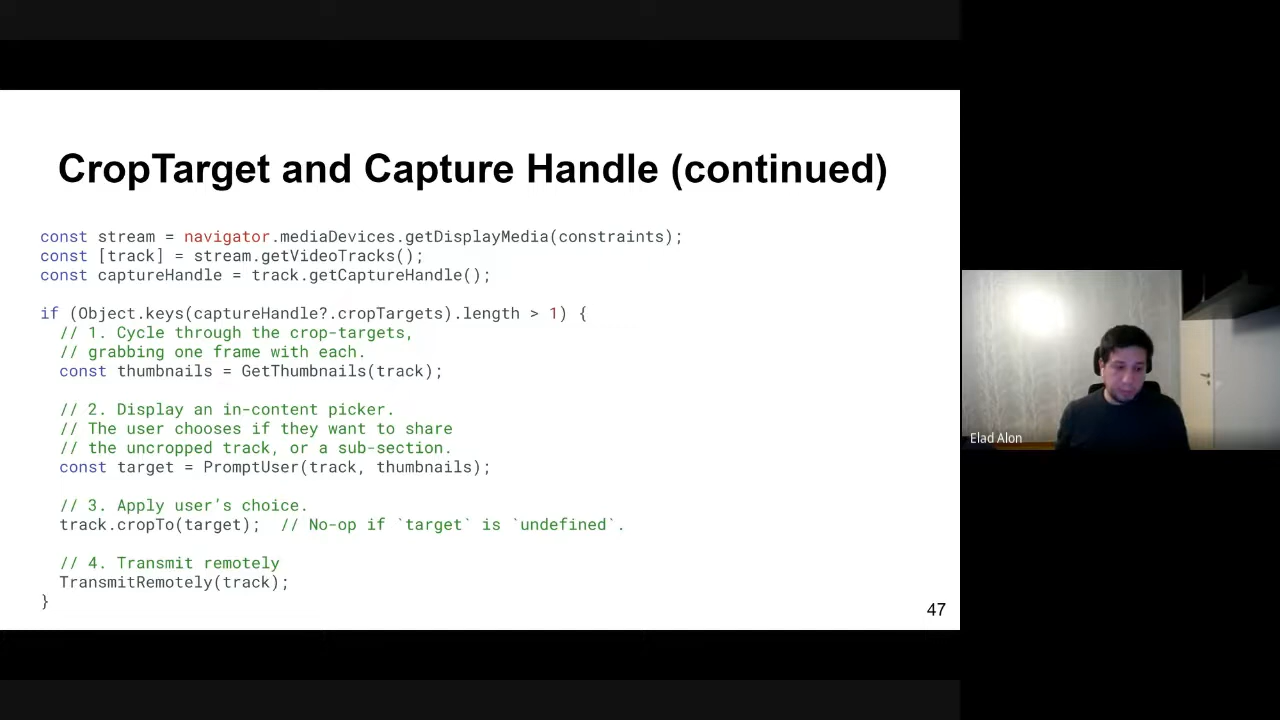 CropTarget and Capture Handle (continued)
const stream = navigator.mediaDevices.getDisplayMedia(constraints);
const [track] = stream.getVideoTracks();
const captureHandle = track.getCaptureHandle();
if (Object.keys(captureHandle?.cropTargets).length > 1) {
// 1. Cycle through the crop-targets,
// grabbing one frame with each.
const thumbnails = GetThumbnails(track);
// 2. Display an in-content picker.
// The user chooses if they want to share
// the uncropped track, or a sub-section.
const target = PromptUser(track, thumbnails);
// 3. Apply user’s choice.
track.cropTo(target);  // No-op if `target` is `undefined`.
// 4. Transmit remotely
TransmitRemotely(track);
}
47
Elad Alon